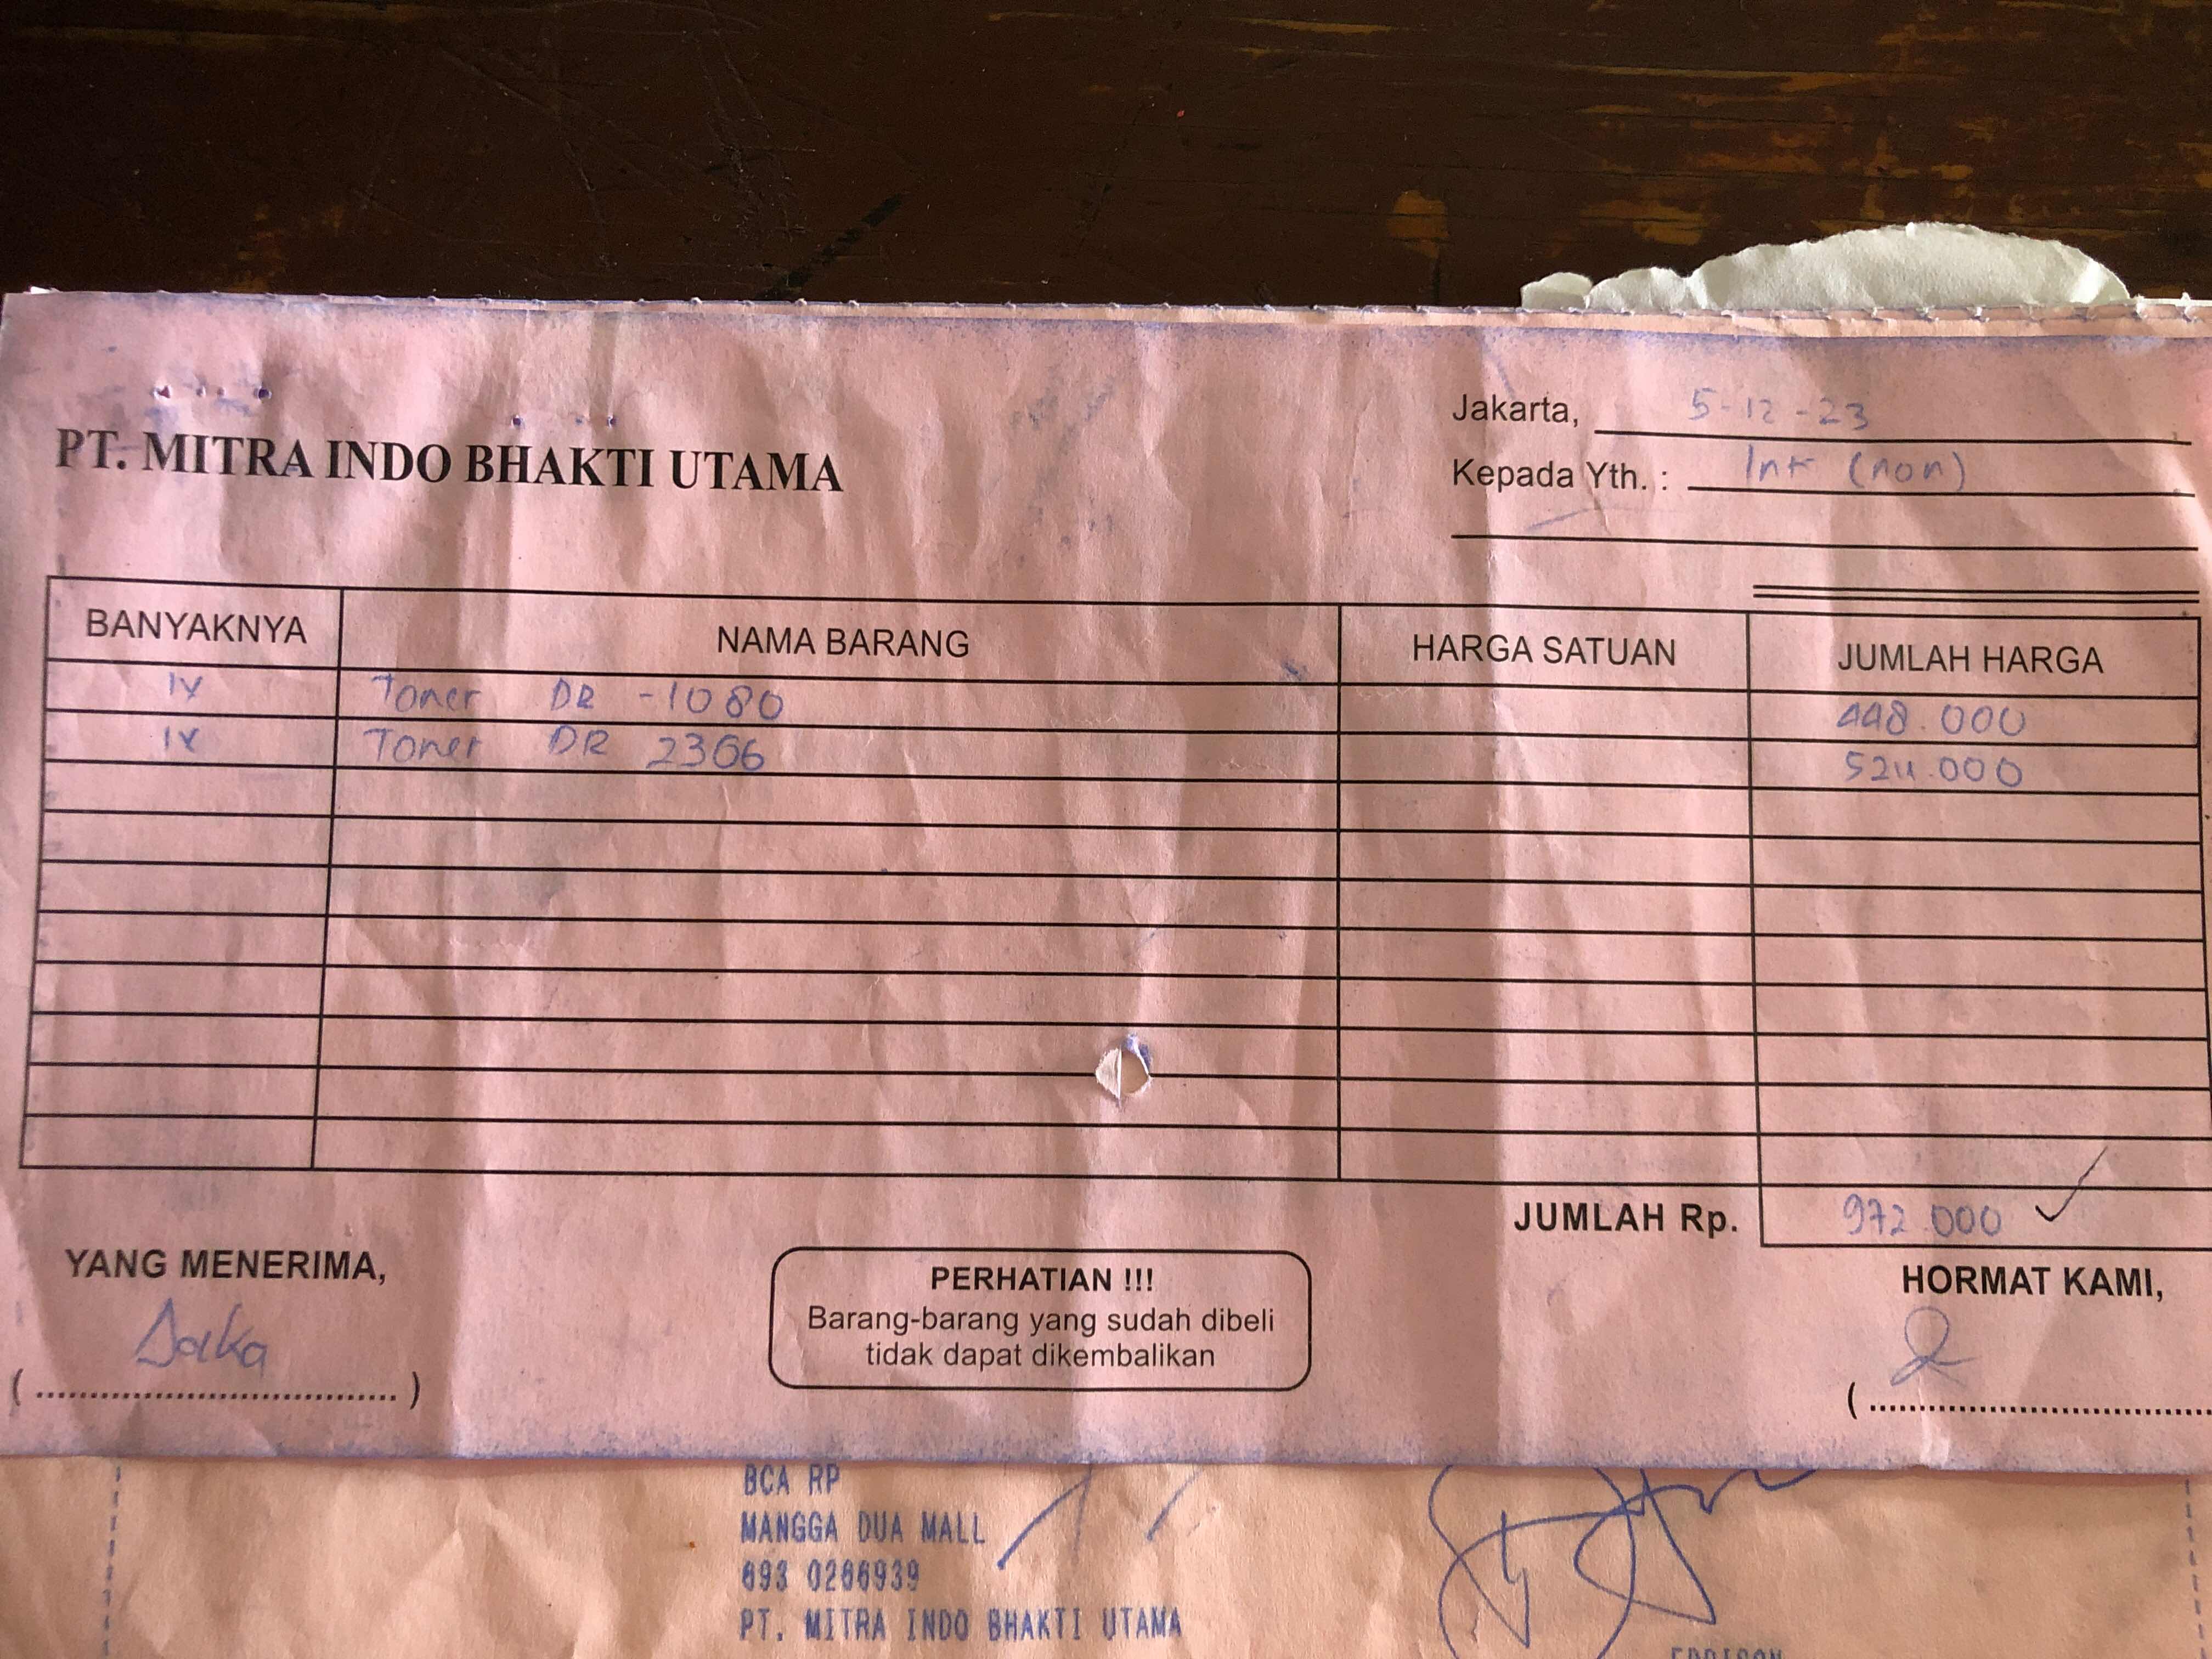 Jakarta, 5-12-23
PT. MITRA INDO BHAKTI UTAMA
Kepada Yth. : Ink (non)
BANYAKNYA NAMA BARANG HARGA SATUAN JUMLAH HARGA
1x Toner DR -1080 448.000
1x Toner DR 2306 524.000
JUMLAH Rp. 972.000
YANG MENERIMA,
PERHATIAN !!!
HORMAT KAMI,
Barang-barang yang sudah dibeli
tidak dapat dikembalikan
(....................................)
(....................................
BCA RP
MANGGA DUA MALL
693 0266939
PT. MITRA INDO BHAKTI UTAMA